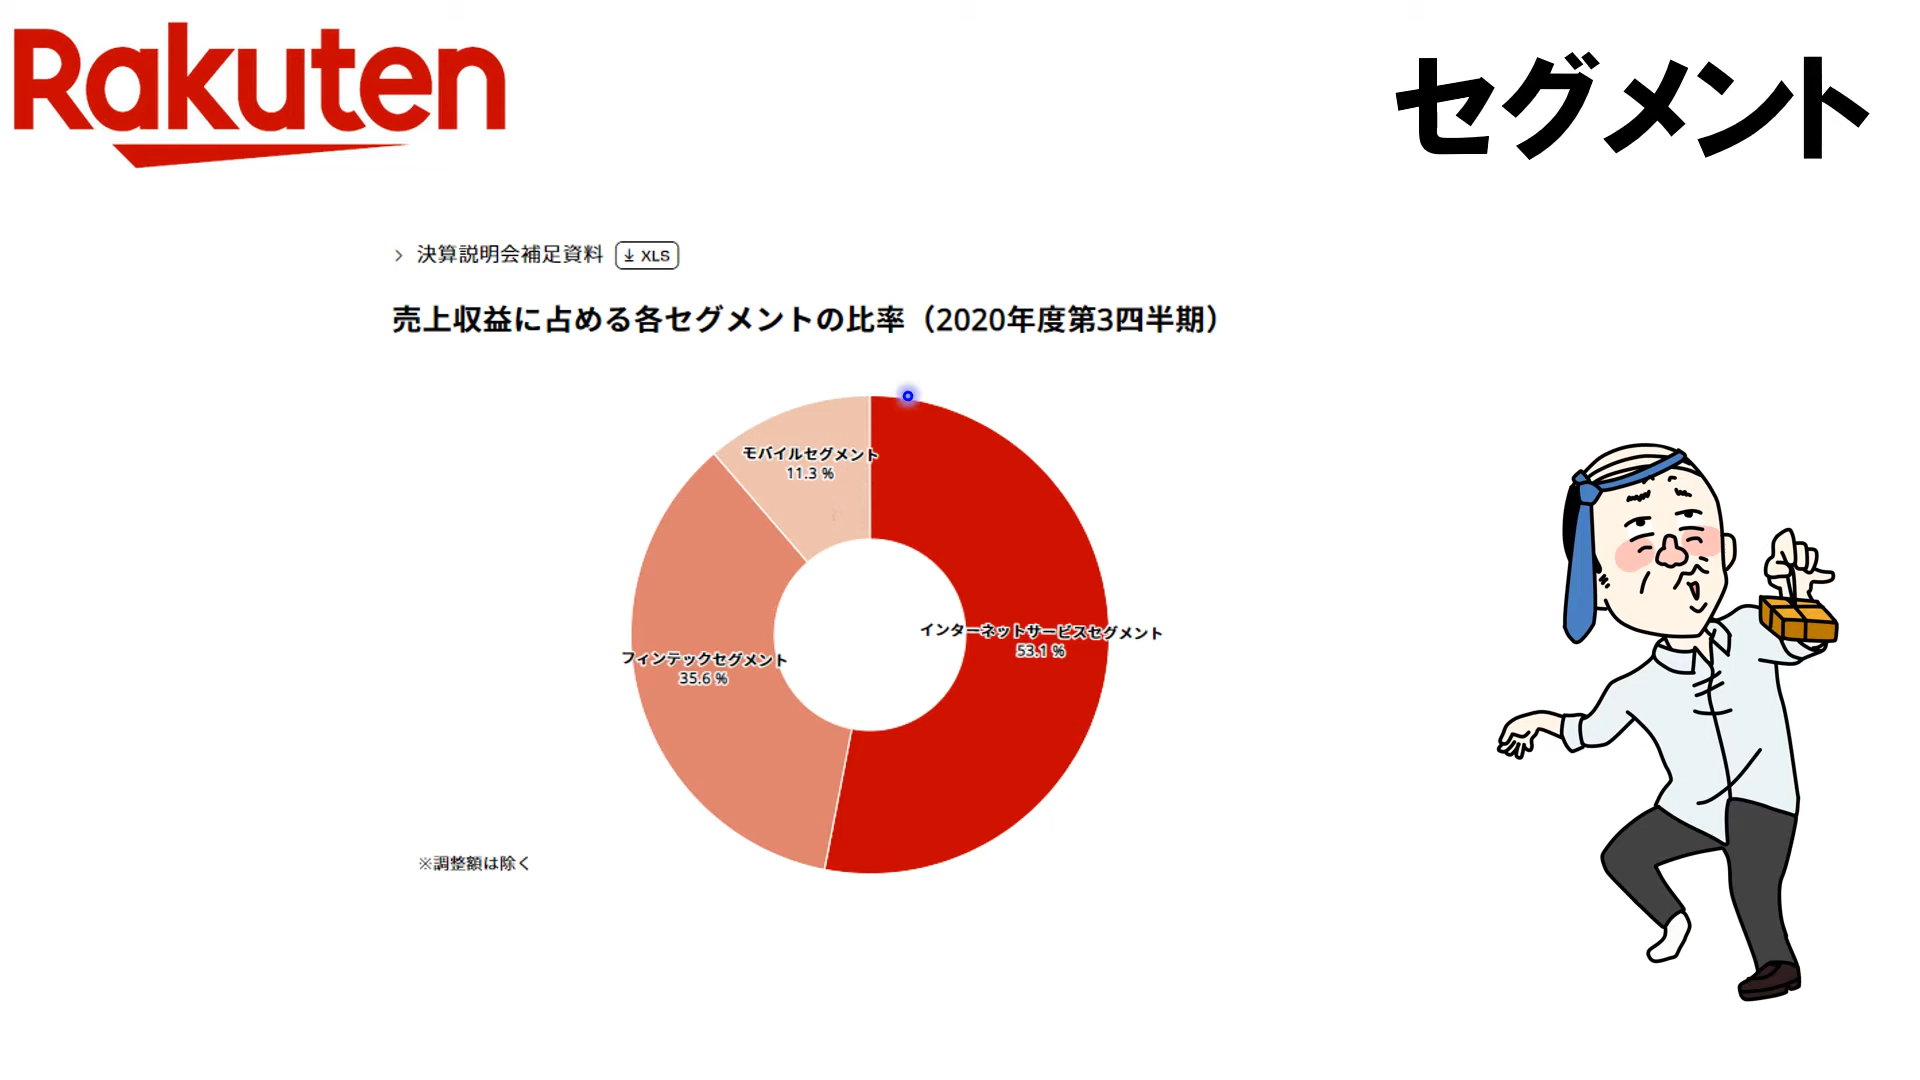 Rakuten
セグメント
決算説明会補足資料 XLS
売上収益に占める各セグメントの比率（2020年度第3四半期）
モバイルセグメント
11.3 %
インターネットサービスセグメント
53.1 %
フィンテックセグメント
35.6 %
※調整額は除く